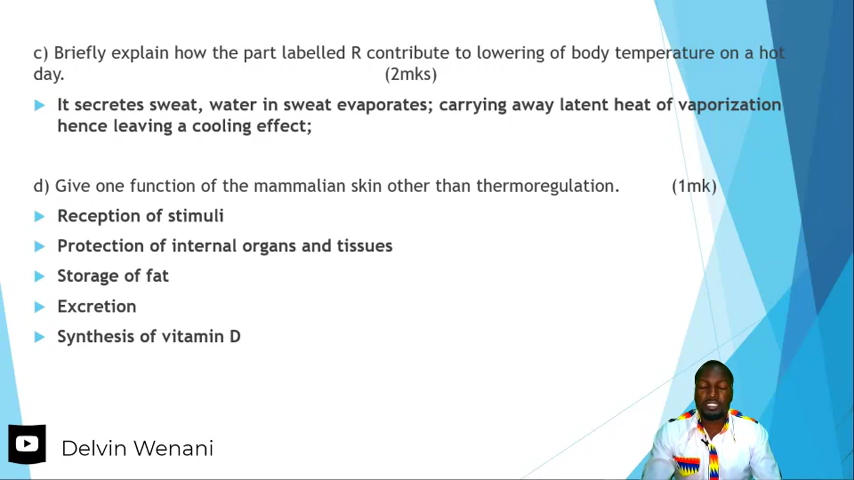 c) Briefly explain how the part labelled R contribute to lowering of body temperature on a hot
day. (2mks)
It secretes sweat, water in sweat evaporates; carrying away latent heat of vaporization
hence leaving a cooling effect;
d) Give one function of the mammalian skin other than thermoregulation. (1mk)
Reception of stimuli
Protection of internal organs and tissues
Storage of fat
Excretion
Synthesis of vitamin D
Delvin Wenani